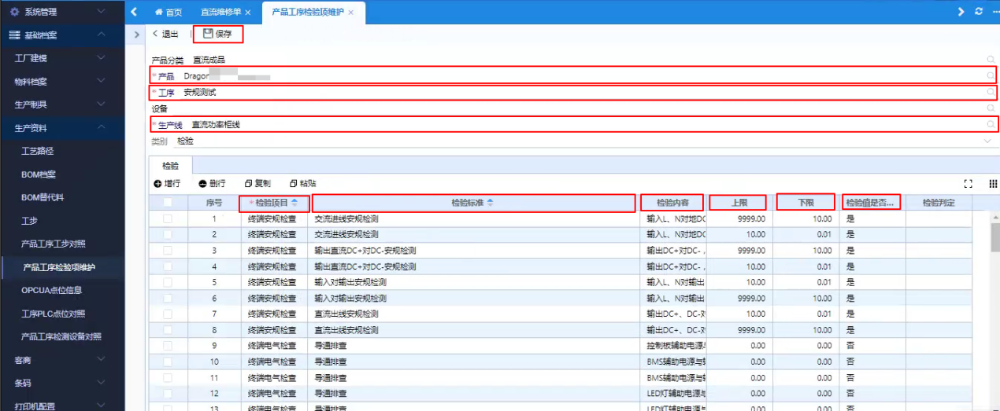 系统管理
基础档案
工厂建模
物料档案
生产制具
生产资料
工艺路径
BOM档案
BOM替代料
工步
产品工序工步对照
产品工序检验项维护
OPCUA点位信息
工序PLC点位对照
产品工序检测设备对照
客商
条码
打印机配置
首页 直流维修单 × 产品工序检验项维护 ×
退出 保存
产品分类 直流成品
* 产品 Dragon
* 工序 安规测试
设备
* 生产线 直流功率柜线
类别 检验
检验
增行 删行 复制 粘贴
序号 * 检验项目 检验标准 检验内容 上限 下限 检验值是否... 检验判定
1 终端安规检查 交流进线安规检测 输入L、N对地DC 9999.00 10.00 是
2 终端安规检查 交流进线安规检测 输入L、N对地DC 10.00 0.01 是
3 终端安规检查 输出直流DC+对DC-安规检测 输出DC+对DC-， 9999.00 10.00 是
4 终端安规检查 输出直流DC+对DC-安规检测 输出DC+对DC-， 10.00 0.01 是
5 终端安规检查 输入对输出安规检测 输入L、N对输出 10.00 0.01 是
6 终端安规检查 输入对输出安规检测 输入L、N对输出 9999.00 10.00 是
7 终端安规检查 直流出线安规检测 输出DC+、DC-对 10.00 0.01 是
8 终端安规检查 直流出线安规检测 输出DC+、DC-对 9999.00 10.00 是
9 终端电气检查 导通排查 控制板辅助电源 0.00 0.00 否
10 终端电气检查 导通排查 BMS辅助电源与 0.00 0.00 否
11 终端电气检查 导通排查 BMS辅助电源与 0.00 0.00 否
12 终端电气检查 导通排查 LED灯辅助电源与 0.00 0.00 否
13 终端电气检查 导通排查 LED灯辅助电源与 0.00 0.00 否